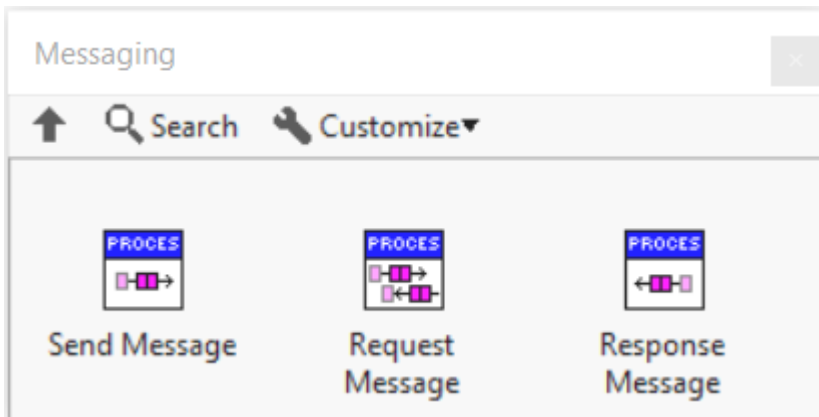 Messaging
Search Customize
PROCES PROCES PROCES
Send Message Request Message Response Message